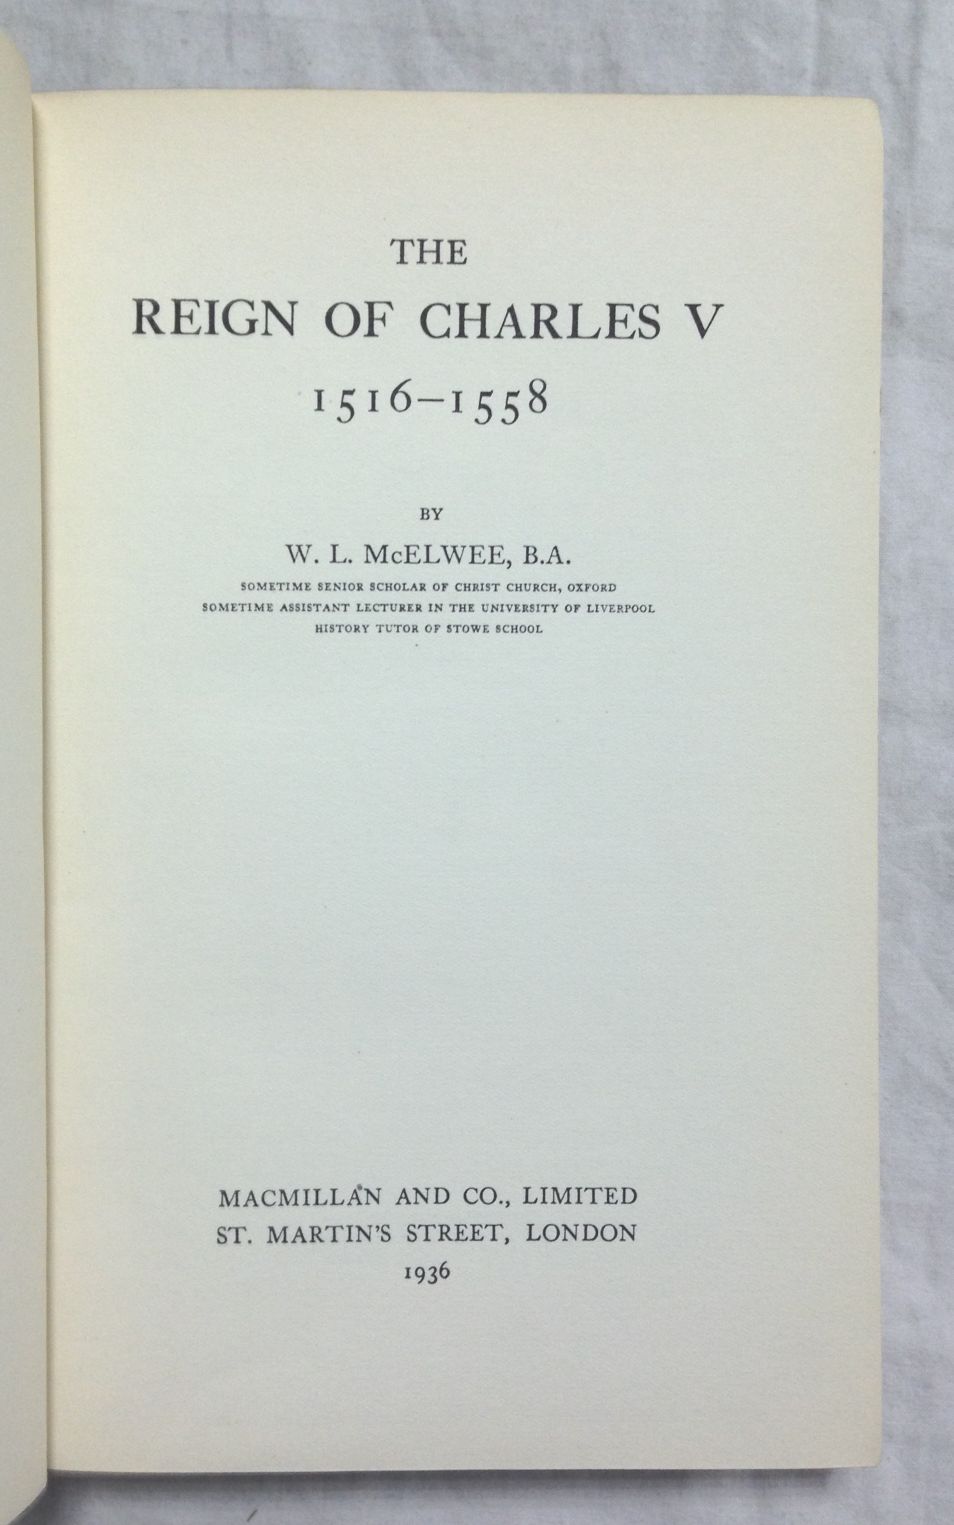 THE
REIGN OF CHARLES V
1516–1558
BY
W. L. McELWEE, B.A.
SOMETIME SENIOR SCHOLAR OF CHRIST CHURCH, OXFORD
SOMETIME ASSISTANT LECTURER IN THE UNIVERSITY OF LIVERPOOL
HISTORY TUTOR OF STOWE SCHOOL
MACMILLAN AND CO., LIMITED
ST. MARTIN'S STREET, LONDON
1936